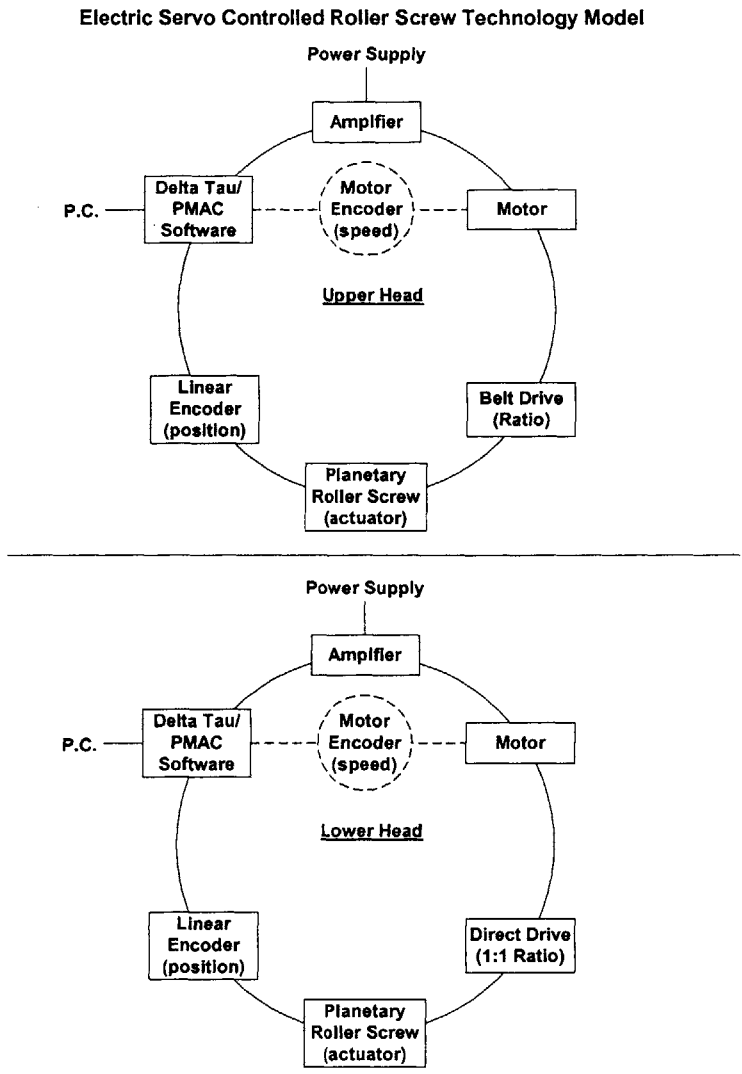 Electric Servo Controlled Roller Screw Technology Model
Power Supply
Amplfier
Delta Tau/
PMAC
Software
P.C.
Motor
Encoder
(speed)
Motor
Upper Head
Linear
Encoder
(position)
Belt Drive
(Ratio)
Planetary
Roller Screw
(actuator)
Power Supply
Amplfier
Delta Tau/
PMAC
Software
P.C.
Motor
Encoder
(speed)
Motor
Lower Head
Linear
Encoder
(position)
Direct Drive
(1:1 Ratio)
Planetary
Roller Screw
(actuator)